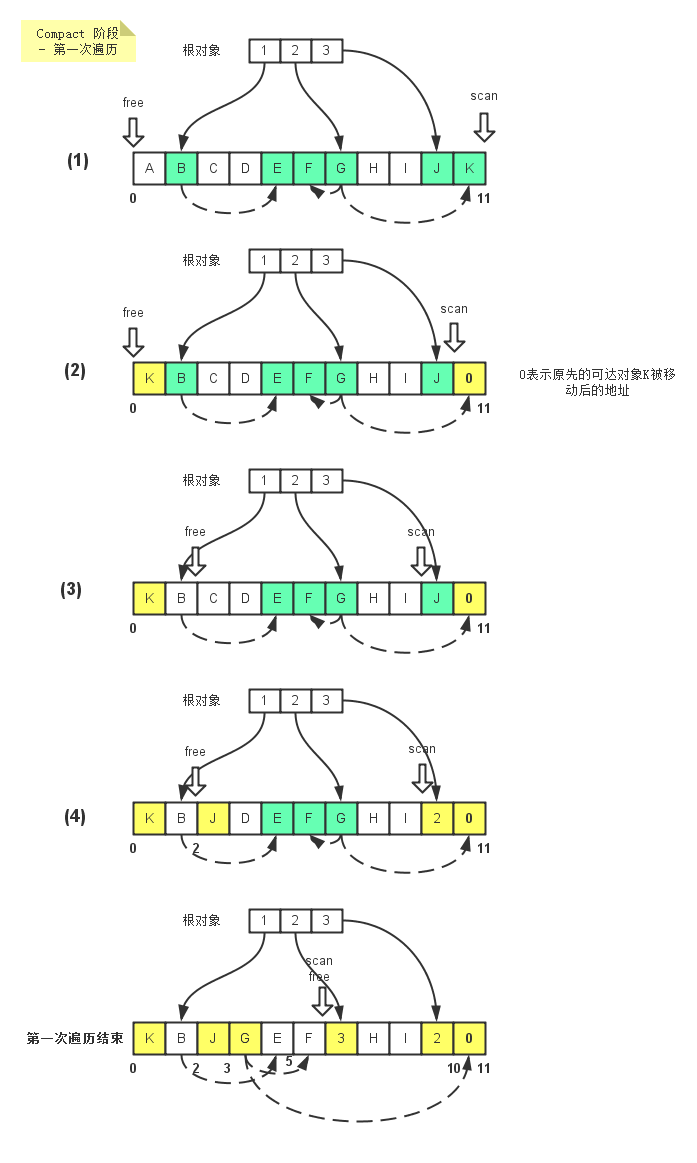 Compact 阶段
- 第一次遍历
根对象 1 2 3
free
scan
(1) A B C D E F G H I J K
0 11
根对象 1 2 3
free
scan
(2) K B C D E F G H I J 0
0 11
0表示原先的可达对象K被移
动后的地址
根对象 1 2 3
free scan
(3) K B C D E F G H I J 0
0 11
根对象 1 2 3
free scan
(4) K B J D E F G H I 2 0
0 2 11
根对象 1 2 3
scan
free
第一次遍历结束 K B J G E F 3 H I 2 0
0 2 3 5 10 11